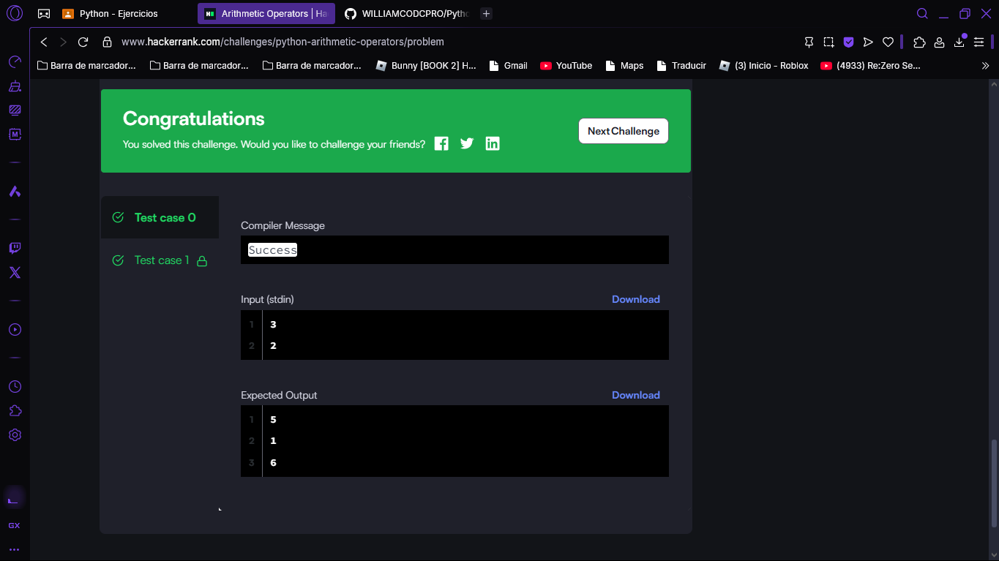 Python - Ejercicios
Arithmetic Operators | Ha
WILLIAMCODCPRO/Pytho
www.hackerrank.com/challenges/python-arithmetic-operators/problem
Barra de marcador...
Barra de marcador...
Barra de marcador...
Bunny [BOOK 2] H...
Gmail
YouTube
Maps
Traducir
(3) Inicio - Roblox
(4933) Re:Zero Se...
Congratulations
You solved this challenge. Would you like to challenge your friends?
Next Challenge
Test case 0
Test case 1
Compiler Message
Success
Input (stdin)
Download
1 3
2 2
Expected Output
Download
1 5
2 1
3 6
GX